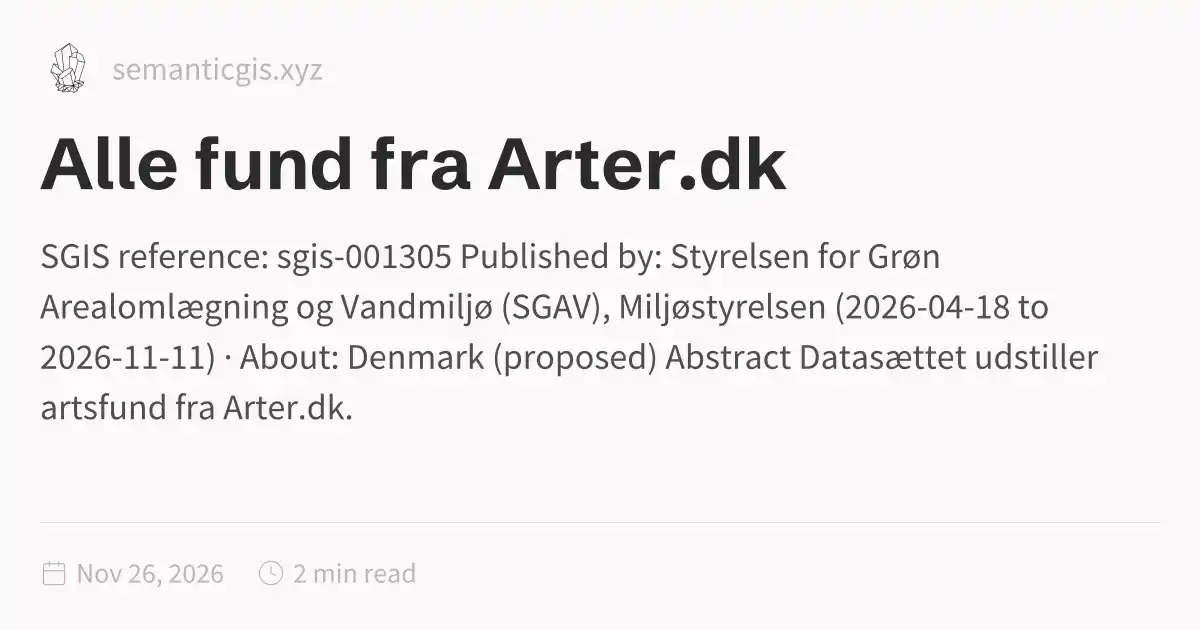 semanticgis.xyz
Alle fund fra Arter.dk
SGIS reference: sgis-001305 Published by: Styrelsen for Grøn
Arealomlægning og Vandmiljø (SGAV), Miljøstyrelsen (2026-04-18 to
2026-11-11) · About: Denmark (proposed) Abstract Datasættet udstiller
artsfund fra Arter.dk.
Nov 26, 2026 2 min read